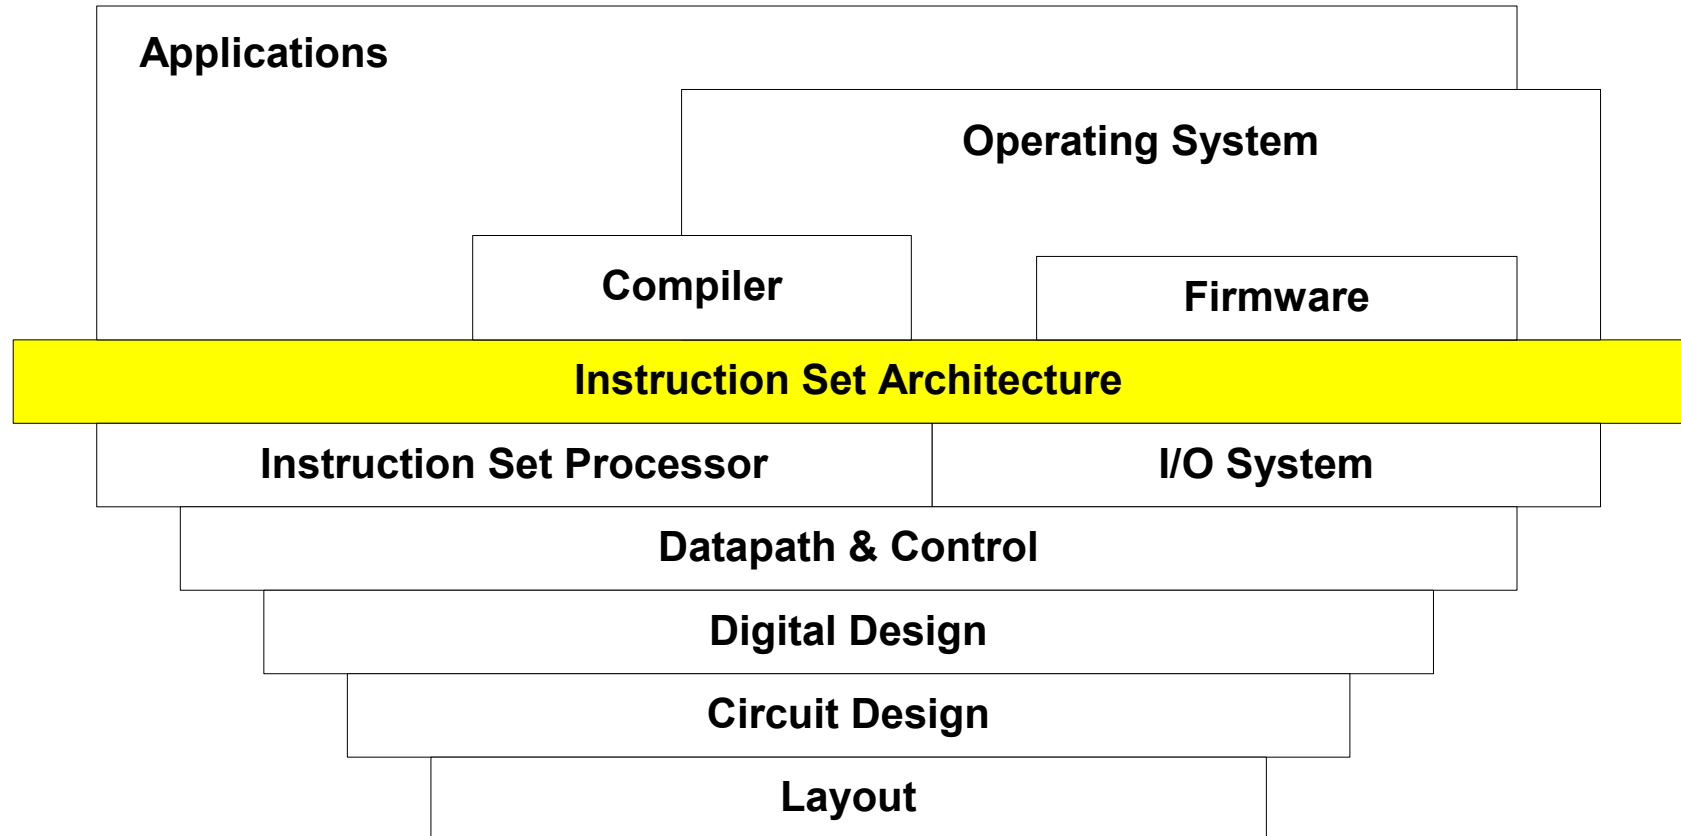 Applications
Operating System
Compiler
Firmware
Instruction Set Architecture
Instruction Set Processor
I/O System
Datapath & Control
Digital Design
Circuit Design
Layout